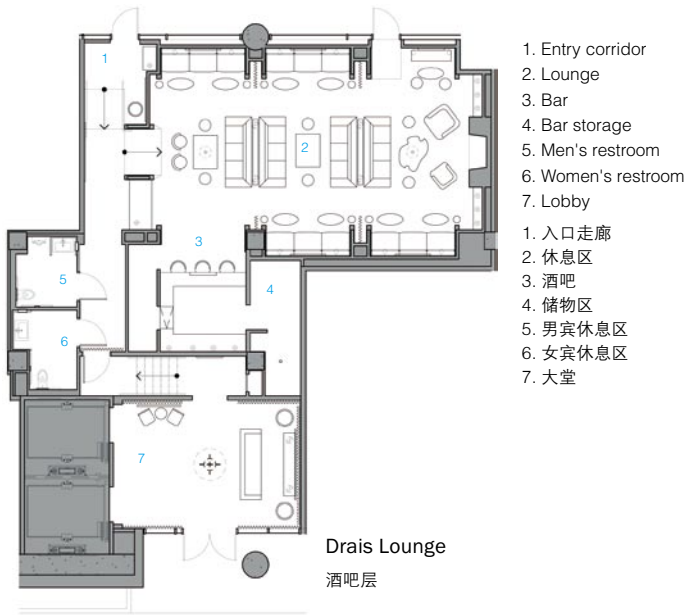 1
2
3
4
5
6
7
1. Entry corridor
2. Lounge
3. Bar
4. Bar storage
5. Men's restroom
6. Women's restroom
7. Lobby
1. 入口走廊
2. 休息区
3. 酒吧
4. 储物区
5. 男宾休息区
6. 女宾休息区
7. 大堂
Drais Lounge
酒吧层